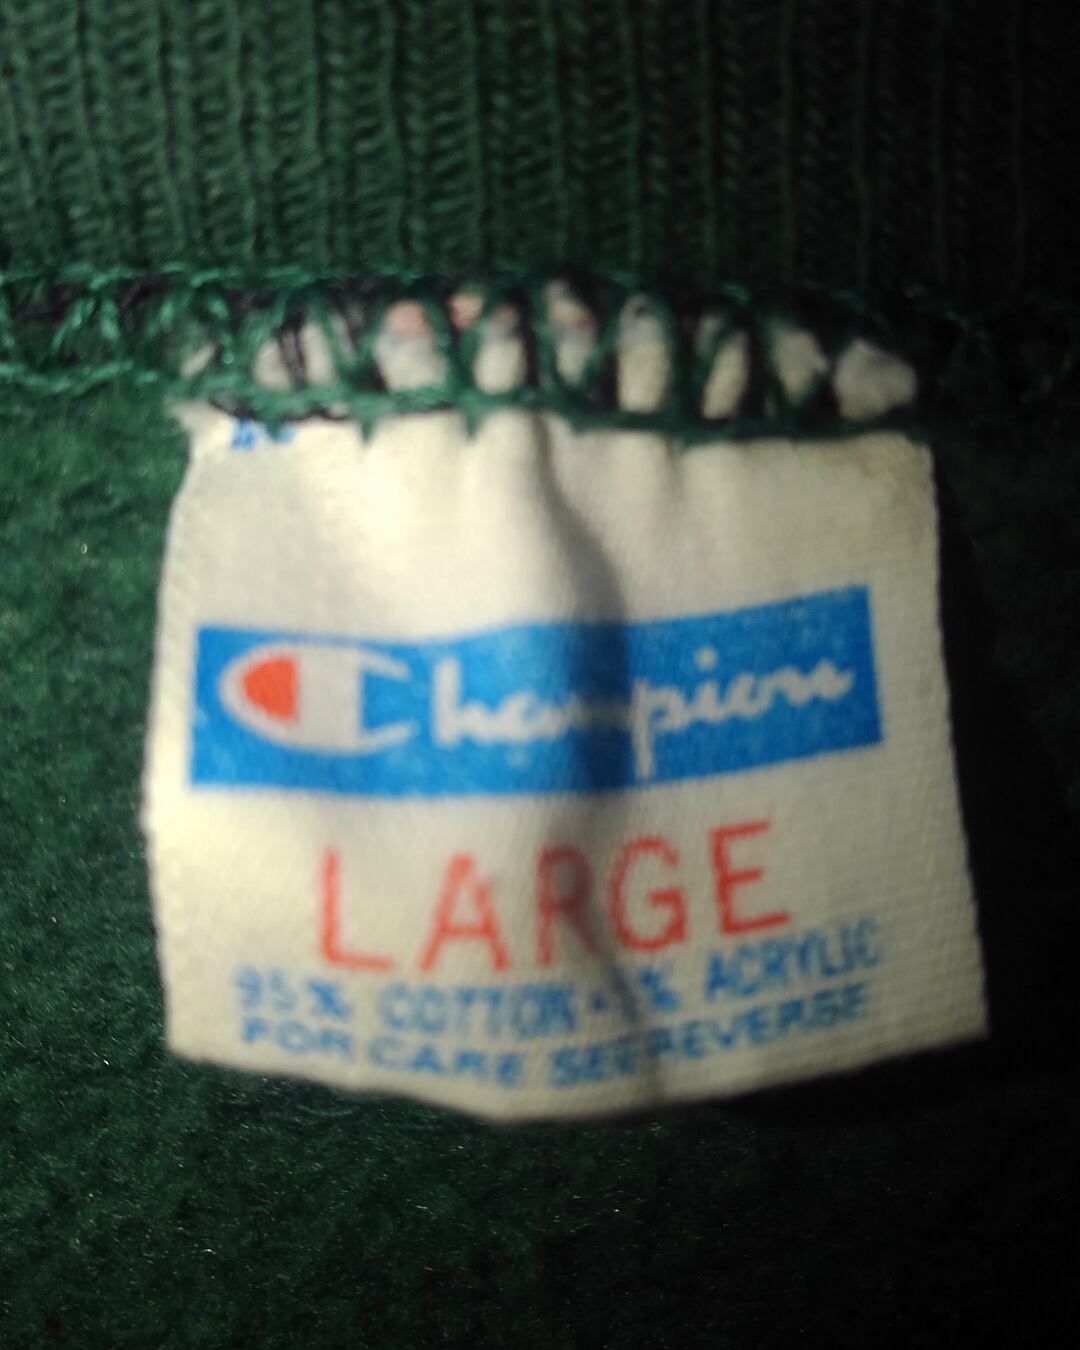 Champion
LARGE
95% COTTON - % ACRYLIC
FOR CARE SEE REVERSE